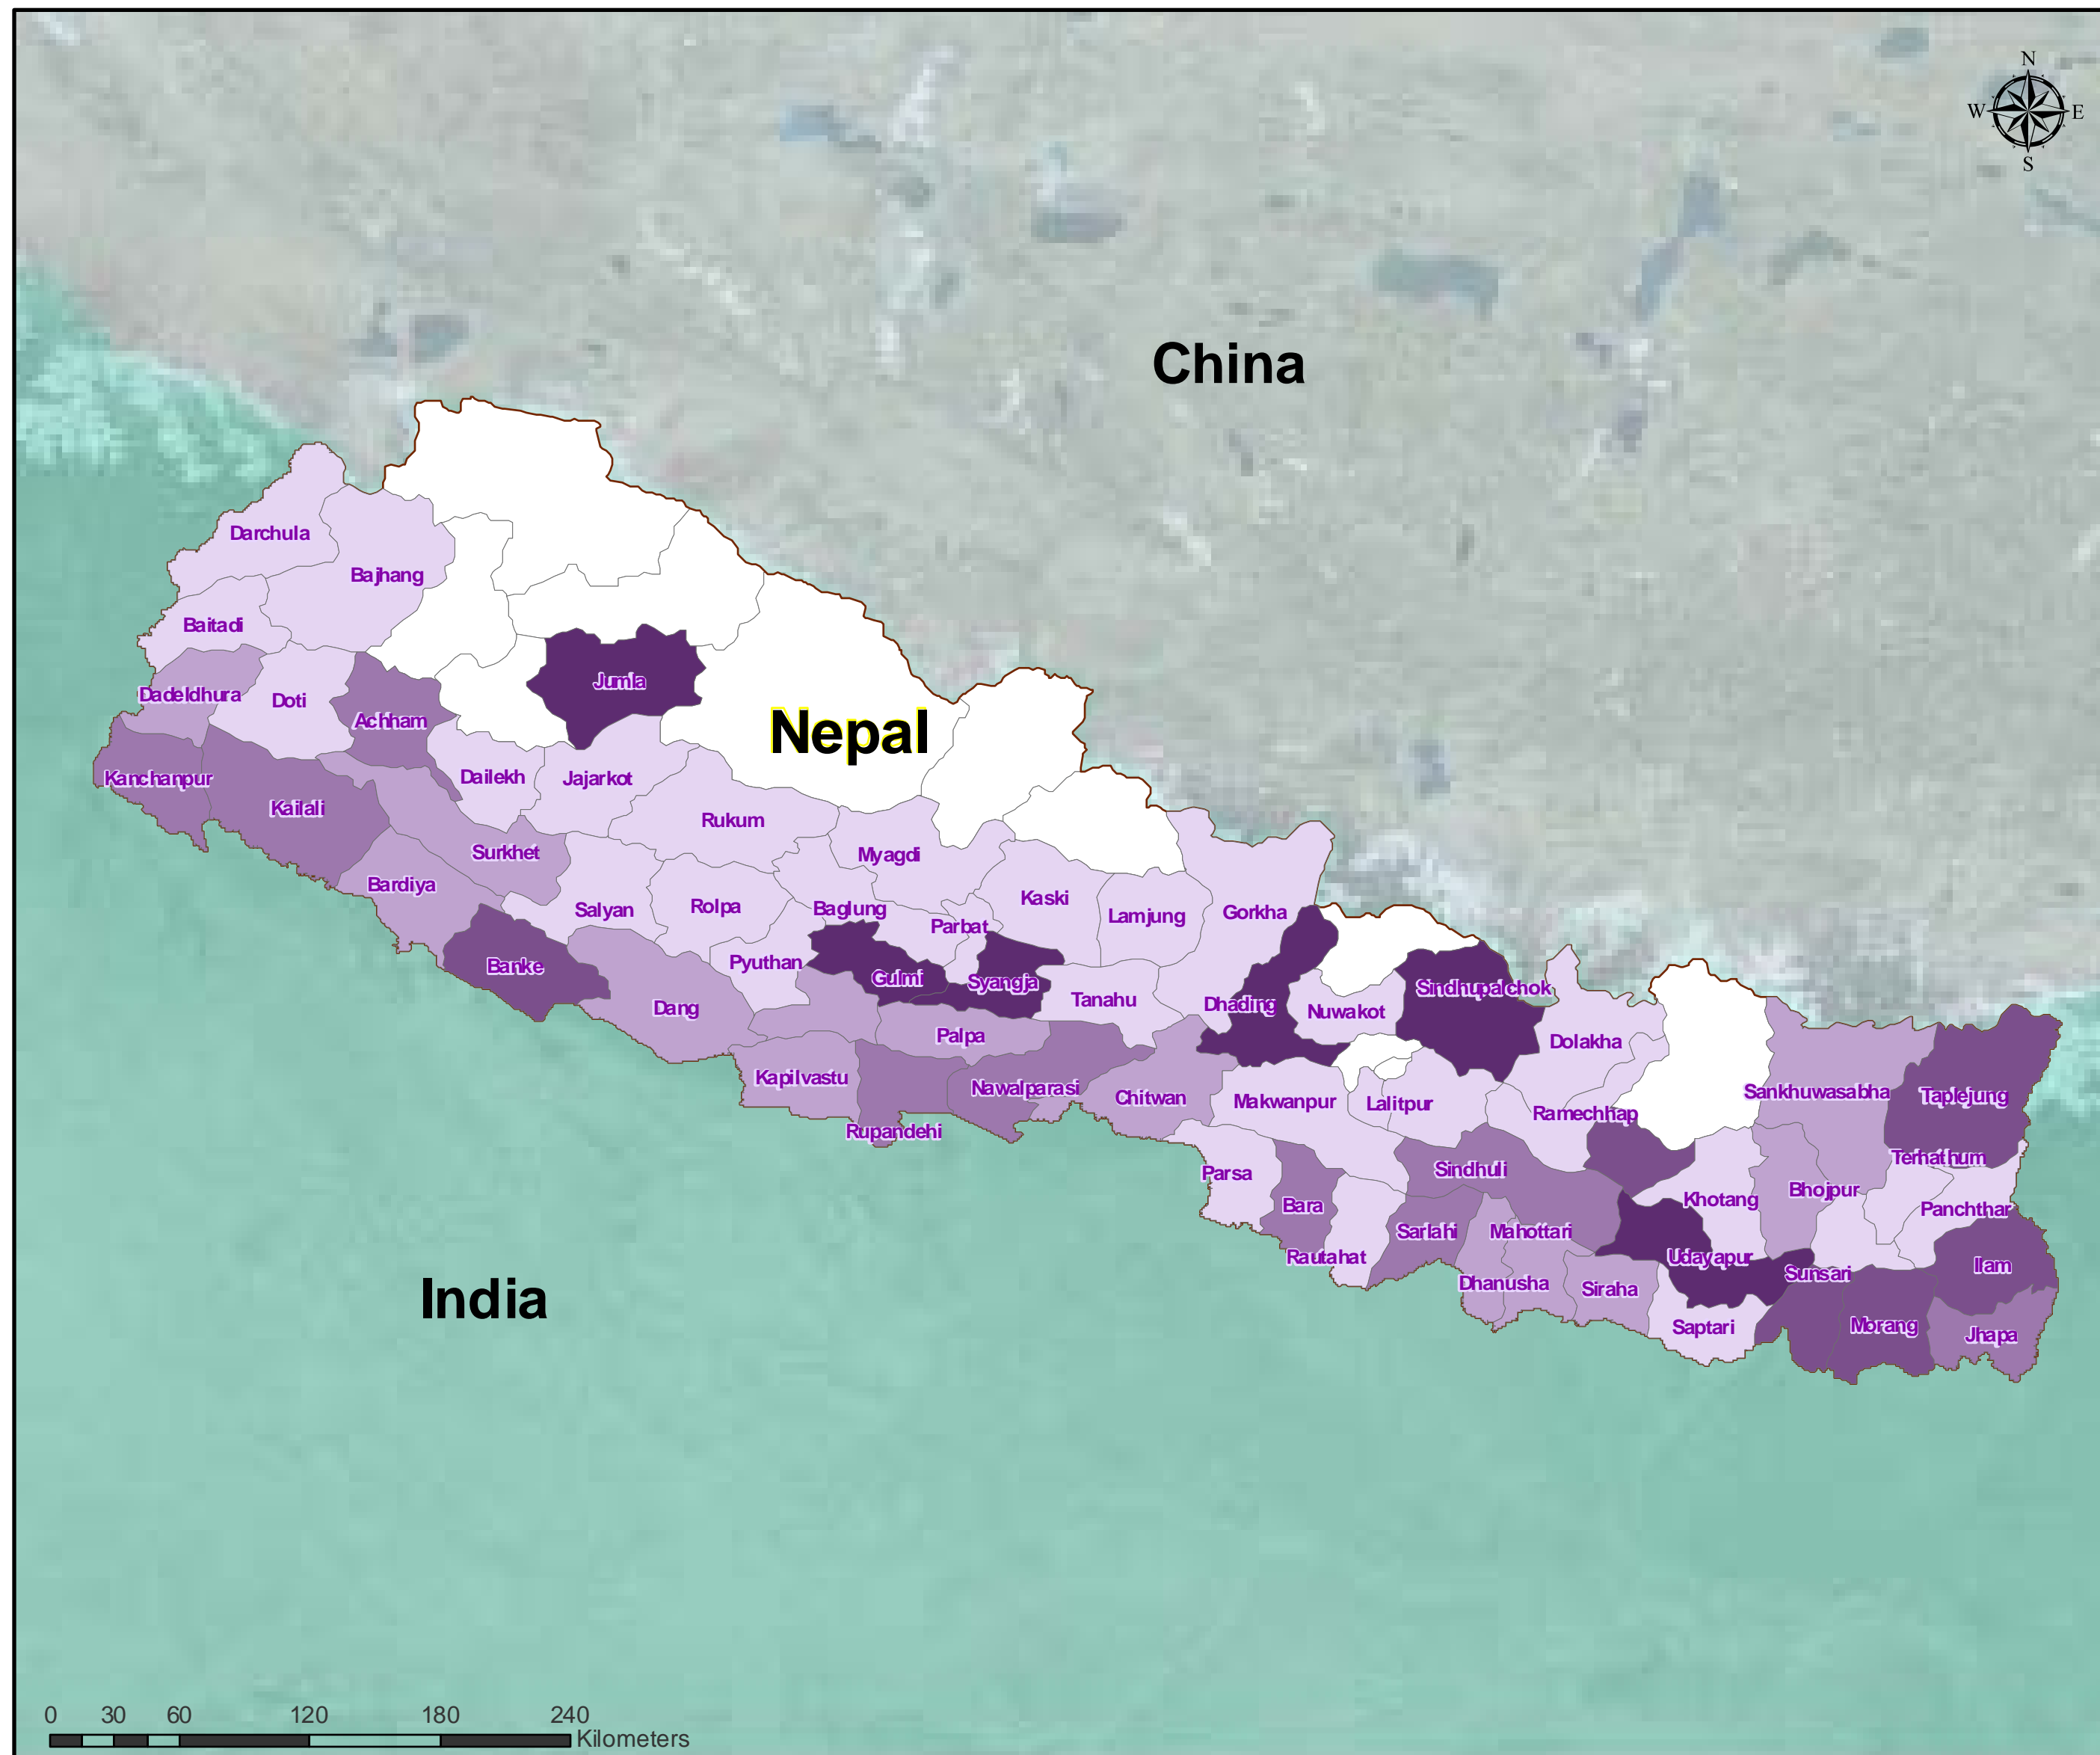 N
W E
S
China
Darchula
Bajhang
Baitadi
Jumla
Dadeldhura
Doti
Achham
Nepal
Kanchanpur
Dailekh
Jajarkot
Kailali
Rukum
Surkhet
Myagdi
Bardiya
Kaski
Salyan
Rolpa
Baglung
Lamjung
Gorkha
Parbat
Banke
Pyuthan
Gulmi
Syangja
Sindhupalchok
Dang
Tanahu
Dhading
Nuwakot
Palpa
Dolakha
Kapilvastu
Nawalparasi
Chitwan
Makwanpur
Lalitpur
Sankhuwasabha
Taplejung
Ramechhap
Rupandehi
Terhathum
Parsa
Sindhuli
Bhojpur
Khotang
Bara
Panchthar
Sarlahi
Mahottari
Rautahat
Udayapur
Sunsari
Ilam
Dhanusha
Siraha
India
Saptari
Morang
Jhapa
0 30 60 120 180 240
Kilometers